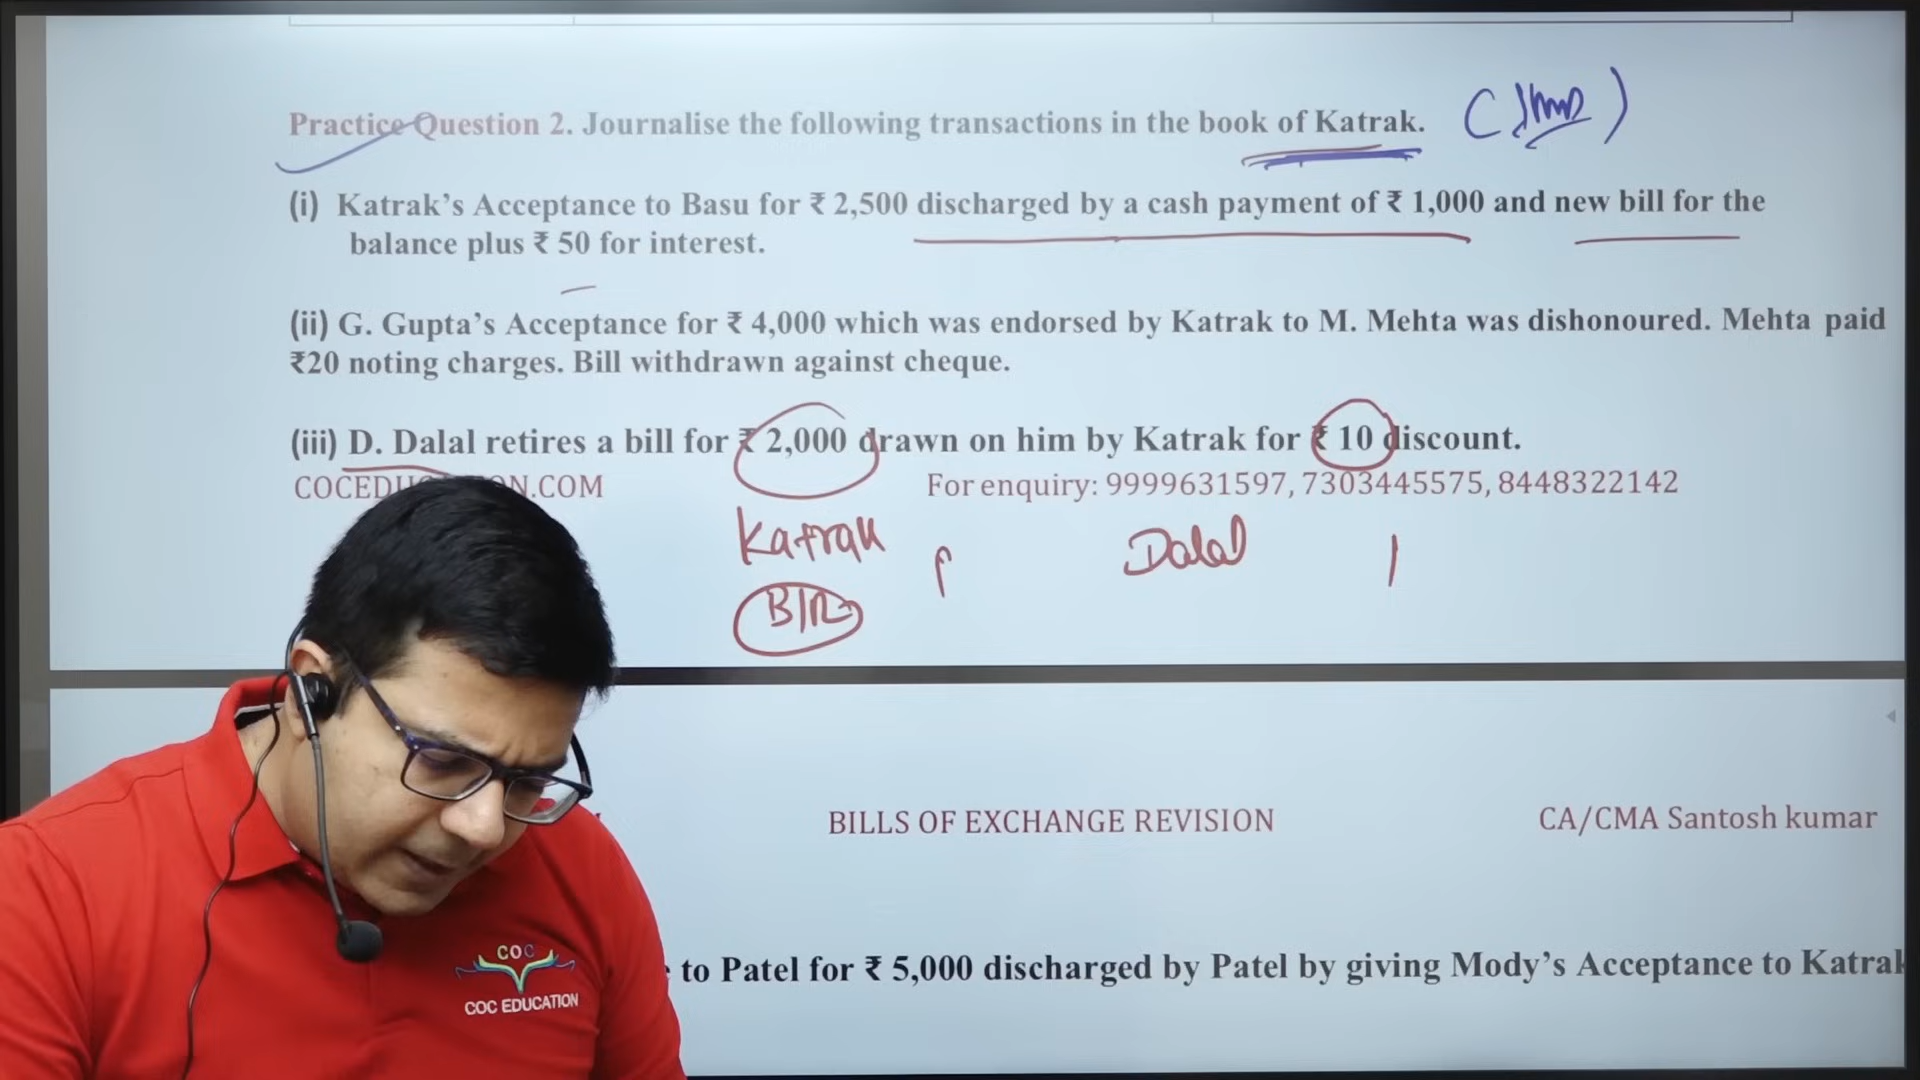 Practice Question 2. Journalise the following transactions in the book of Katrak. (Imp)
(i) Katrak’s Acceptance to Basu for ₹ 2,500 discharged by a cash payment of ₹ 1,000 and new bill for the
balance plus ₹ 50 for interest.
(ii) G. Gupta’s Acceptance for ₹ 4,000 which was endorsed by Katrak to M. Mehta was dishonoured. Mehta paid
₹20 noting charges. Bill withdrawn against cheque.
(iii) D. Dalal retires a bill for ₹ 2,000 drawn on him by Katrak for ₹ 10 discount.
For enquiry: 9999631597, 7303445575, 8448322142
Katrak Dalal
B/R
BILLS OF EXCHANGE REVISION CA/CMA Santosh kumar
to Patel for ₹ 5,000 discharged by Patel by giving Mody’s Acceptance to Katrak
COC
COC EDUCATION